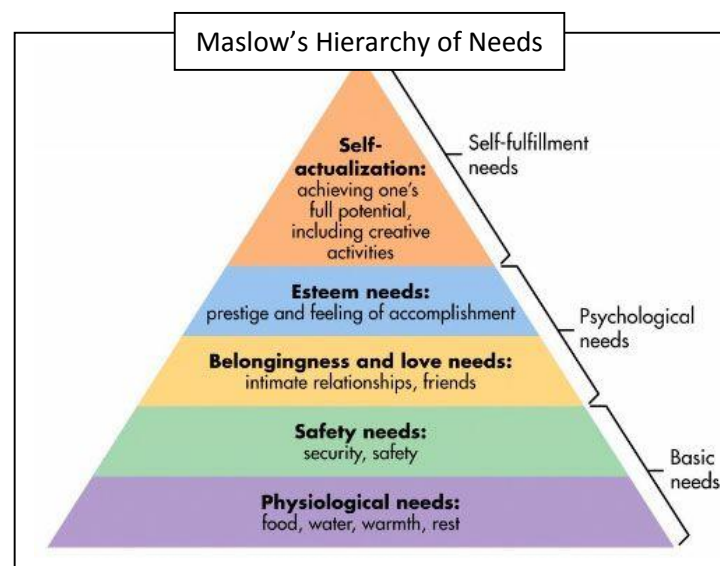 Maslow’s Hierarchy of Needs
Self-
actualization:
achieving one’s
full potential,
including creative
activities
Self-fulfillment
needs
Esteem needs:
prestige and feeling of accomplishment
Psychological
needs
Belongingness and love needs:
intimate relationships, friends
Safety needs:
security, safety
Basic
needs
Physiological needs:
food, water, warmth, rest